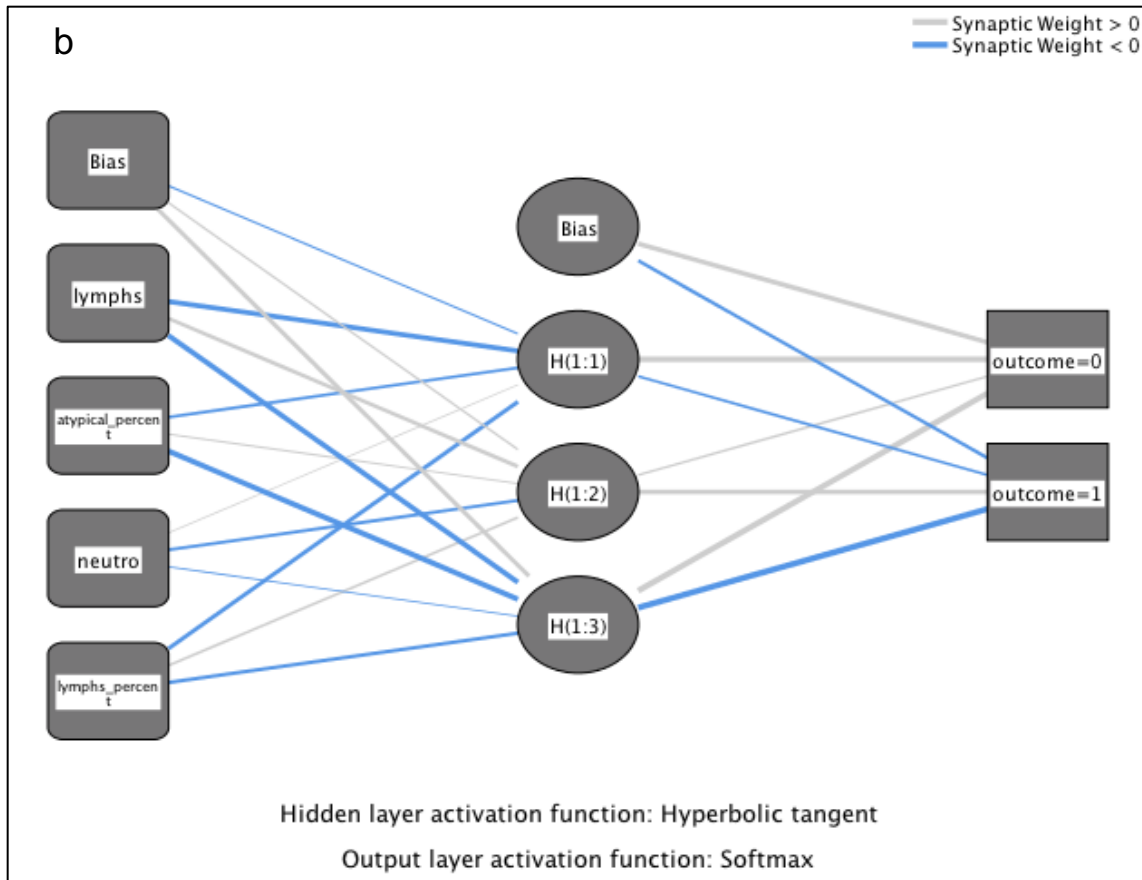 b
Synaptic Weight > 0
Synaptic Weight < 0
Bias
lymphs
atypical_percen
t
neutro
lymphs_percen
t
Bias
H(1:1)
H(1:2)
H(1:3)
outcome=0
outcome=1
Hidden layer activation function: Hyperbolic tangent
Output layer activation function: Softmax